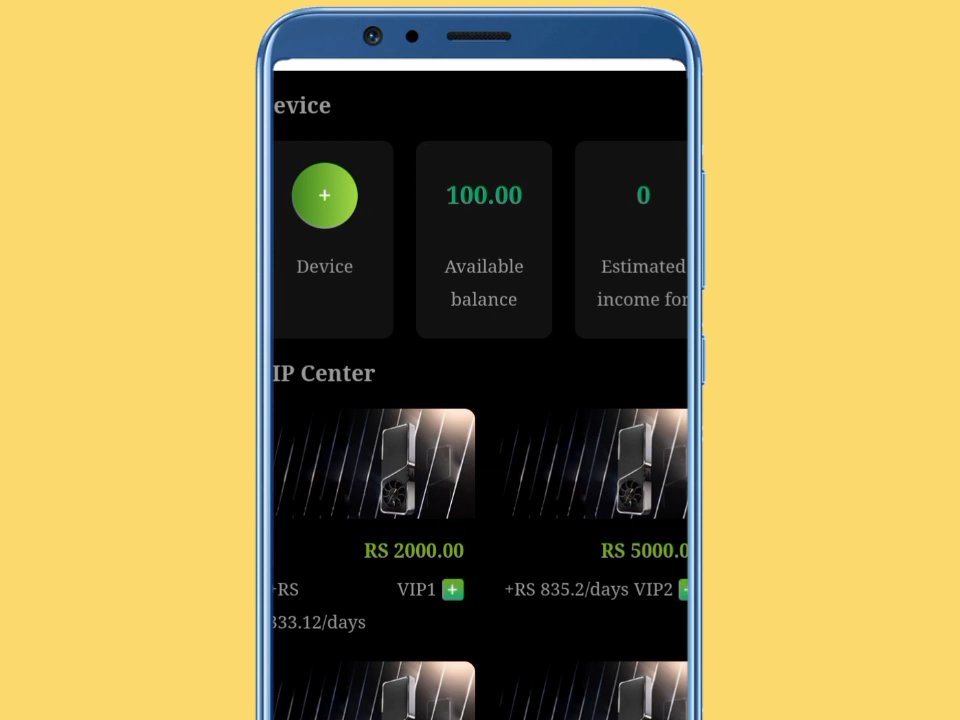 evice
+
100.00
0
Device
Available
balance
Estimated
income for
IP Center
RS 2000.00
RS 5000.0
+RS
VIP1 +
333.12/days
+RS 835.2/days VIP2